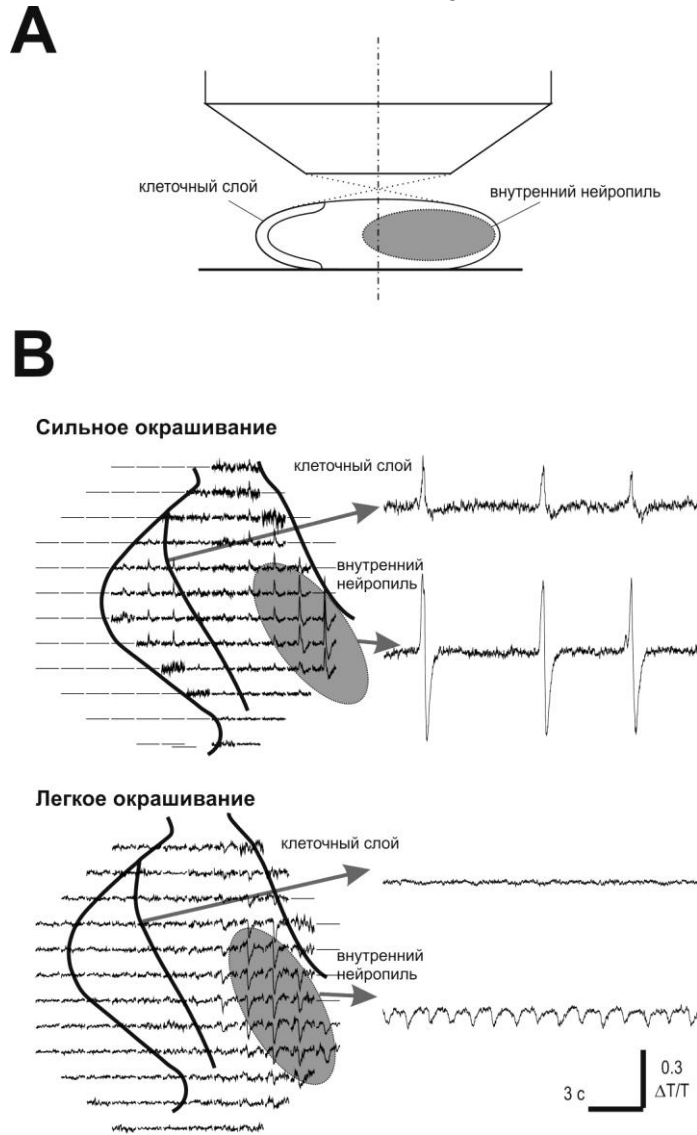 A
клеточный слой
внутренний нейропиль
B
Сильное окрашивание
клеточный слой
внутренний
нейропиль
Легкое окрашивание
клеточный слой
внутренний
нейропиль
3 с
0.3
ΔT/T